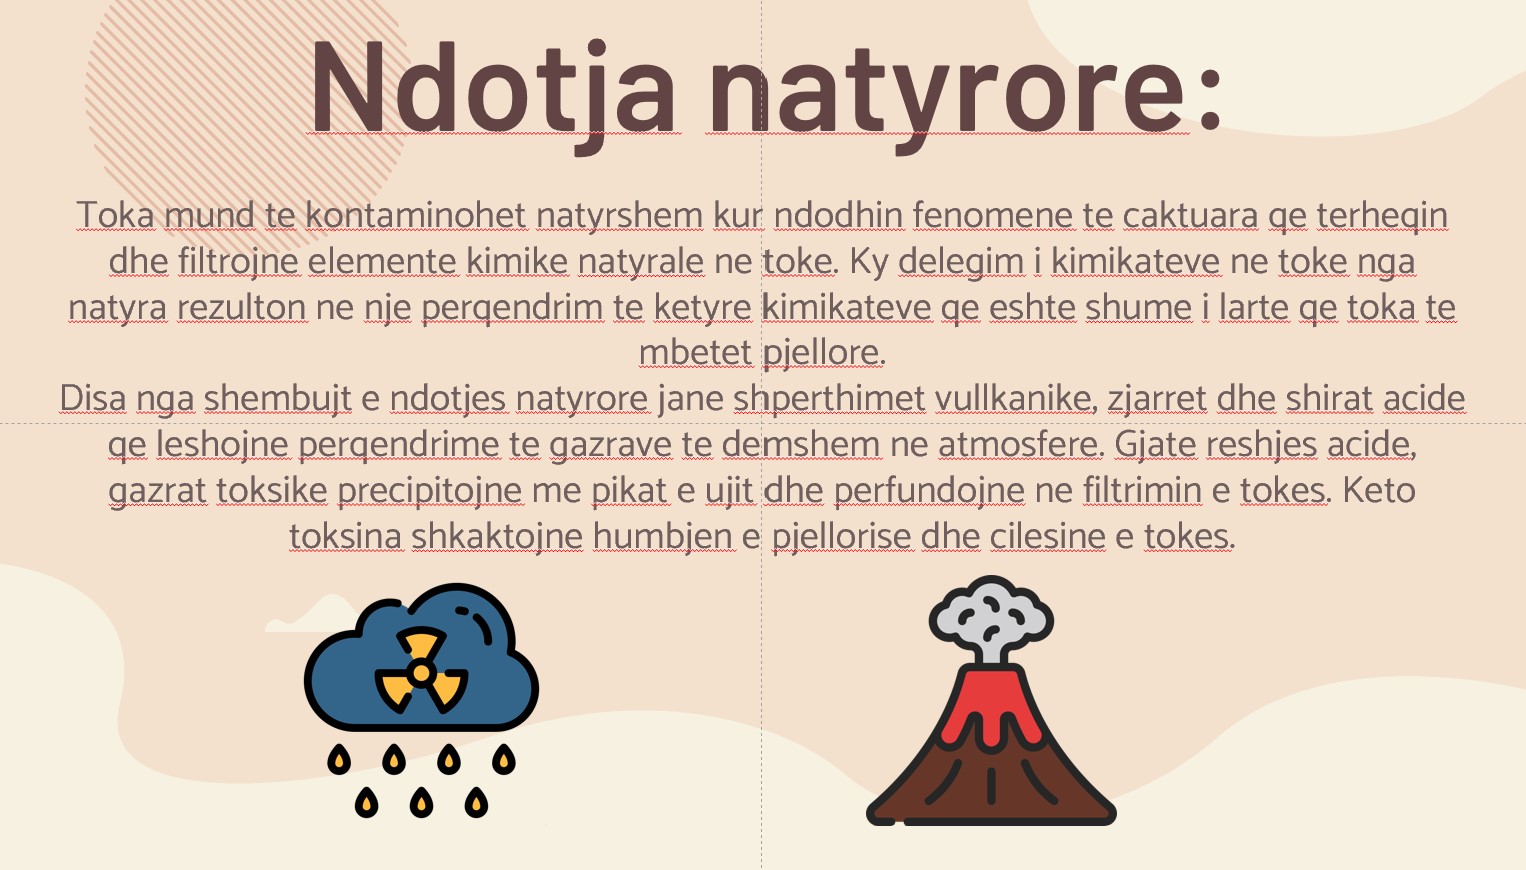 Ndotja natyrore:
Toka mund te kontaminohet natyrshem kur ndodhin fenomene te caktuara qe terheqin
dhe filtrojne elemente kimike natyrale ne toke. Ky delegim i kimikateve ne toke nga
natyra rezulton ne nje perqendrim te ketyre kimikateve qe eshte shume i larte qe toka te
mbetet pjellore.
Disa nga shembujt e ndotjes natyrore jane shperthimet vullkanike, zjarret dhe shirat acide
qe leshojne perqendrime te gazrave te demshem ne atmosfere. Gjate reshjes acide,
gazrat toksike precipitojne me pikat e ujit dhe perfundojne ne filtrimin e tokes. Keto
toksina shkaktojne humbjen e pjellorise dhe cilesine e tokes.